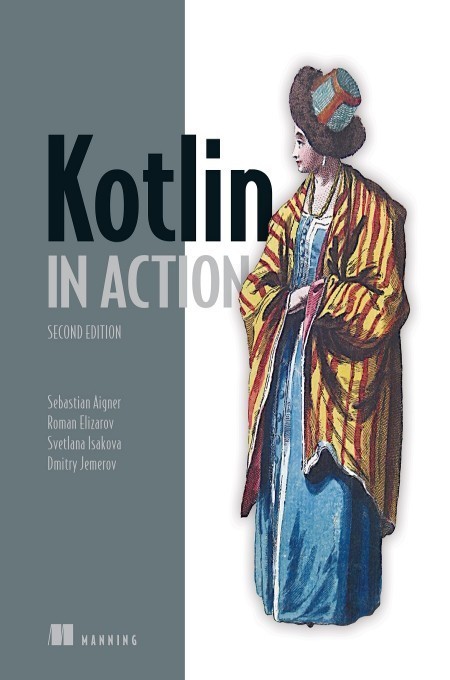 Kotlin
IN ACTION
SECOND EDITION
Sebastian Aigner
Roman Elizarov
Svetlana Isakova
Dmitry Jemerov
MANNING